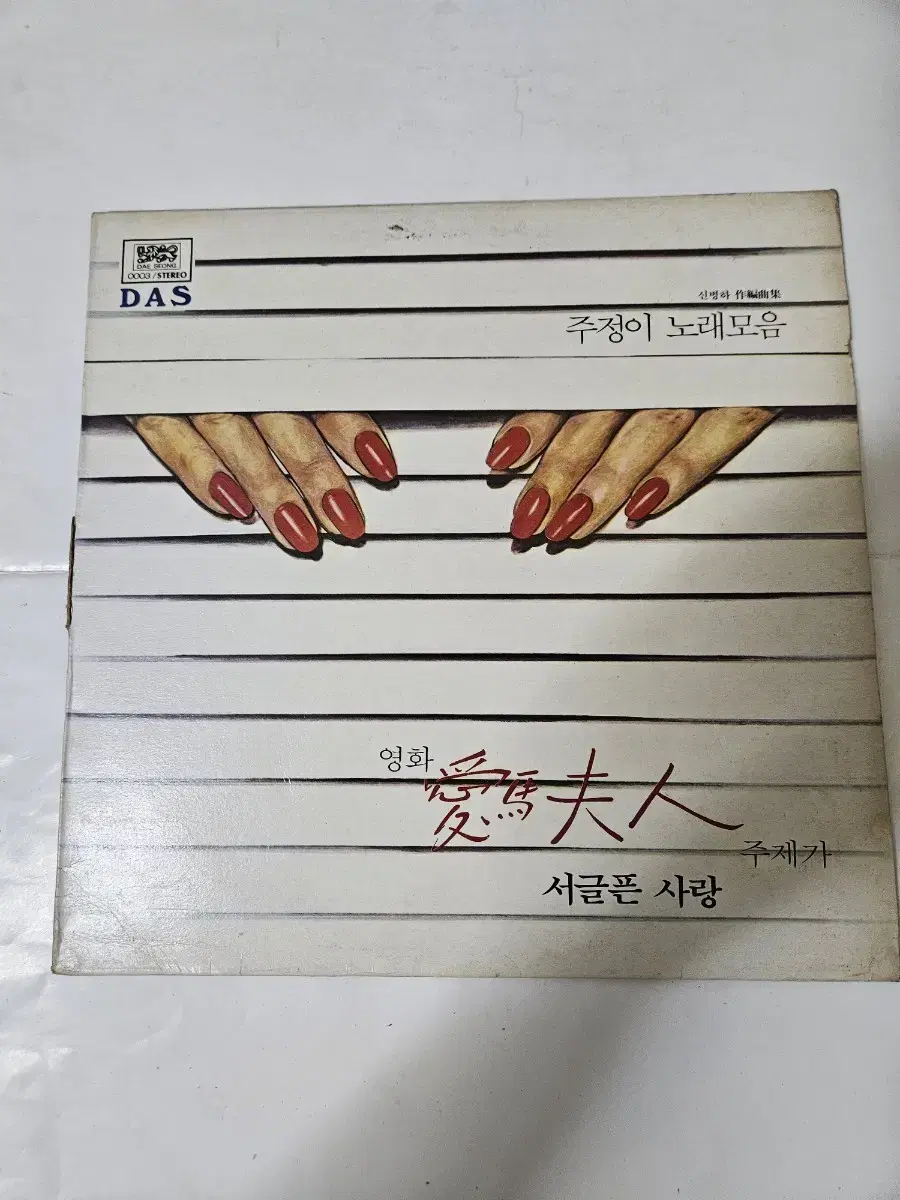 DAE SEONG
0003/STEREO
DAS
신병하 作編曲集
주정이 노래모음
영화
愛馬夫人
주제가
서글픈 사랑